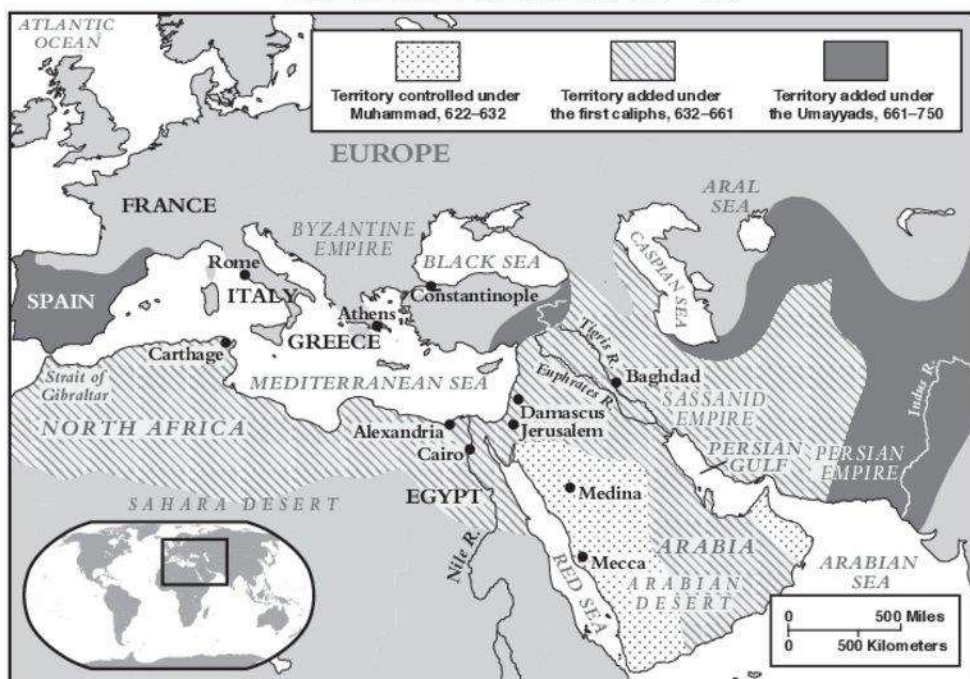 ATLANTIC
OCEAN
Territory controlled under
Muhammad, 622–632
Territory added under
the first caliphs, 632–661
Territory added under
the Umayyads, 661–750
EUROPE
FRANCE
ARAL
SEA
BYZANTINE
EMPIRE
CASPIAN SEA
Rome
BLACK SEA
SPAIN
ITALY
Constantinople
Athens
GREECE
Carthage
Tigris R.
Strait of
Gibraltar
MEDITERRANEAN SEA
Euphrates R.
Baghdad
Indus R.
SASSANID
EMPIRE
NORTH AFRICA
Alexandria
Damascus
Jerusalem
Cairo
PERSIAN
GULF
PERSIAN
EMPIRE
EGYPT
SAHARA DESERT
Medina
Nile R.
RED SEA
Mecca
ARABIA
ARABIAN
DESERT
ARABIAN
SEA
0 500 Miles
0 500 Kilometers